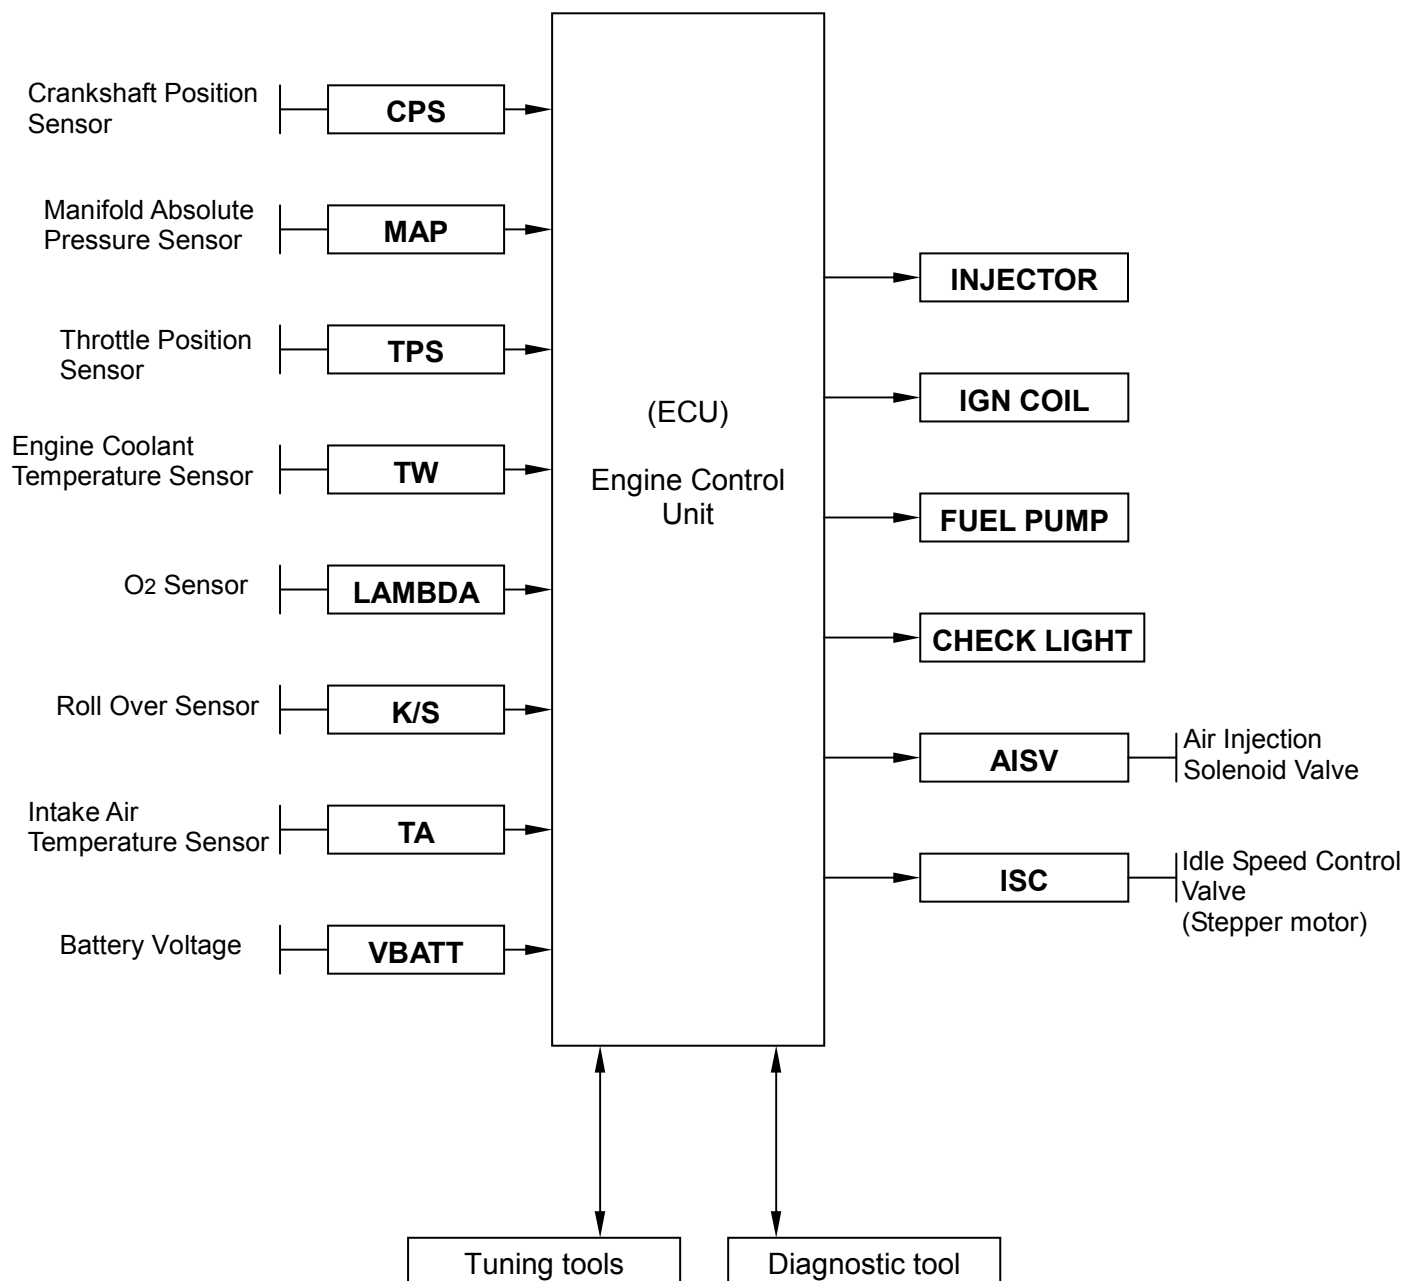 Crankshaft Position
Sensor
CPS
Manifold Absolute
Pressure Sensor
MAP
Throttle Position
Sensor
TPS
Engine Coolant
Temperature Sensor
TW
O2 Sensor
LAMBDA
Roll Over Sensor
K/S
Intake Air
Temperature Sensor
TA
Battery Voltage
VBATT
(ECU)
Engine Control
Unit
INJECTOR
IGN COIL
FUEL PUMP
CHECK LIGHT
AISV
Air Injection
Solenoid Valve
ISC
Idle Speed Control
Valve
(Stepper motor)
Tuning tools
Diagnostic tool